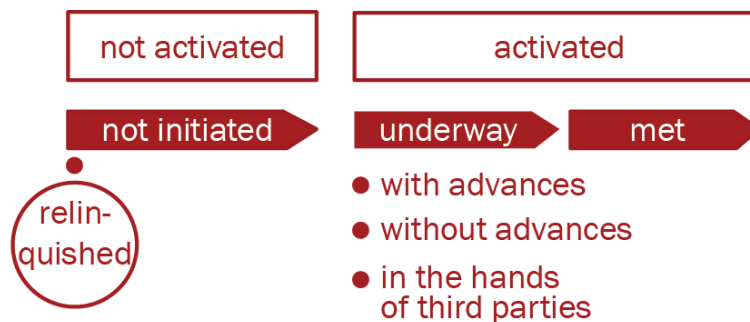 not activated
activated
not initiated
underway
met
relin-
quished
with advances
without advances
in the hands
of third parties